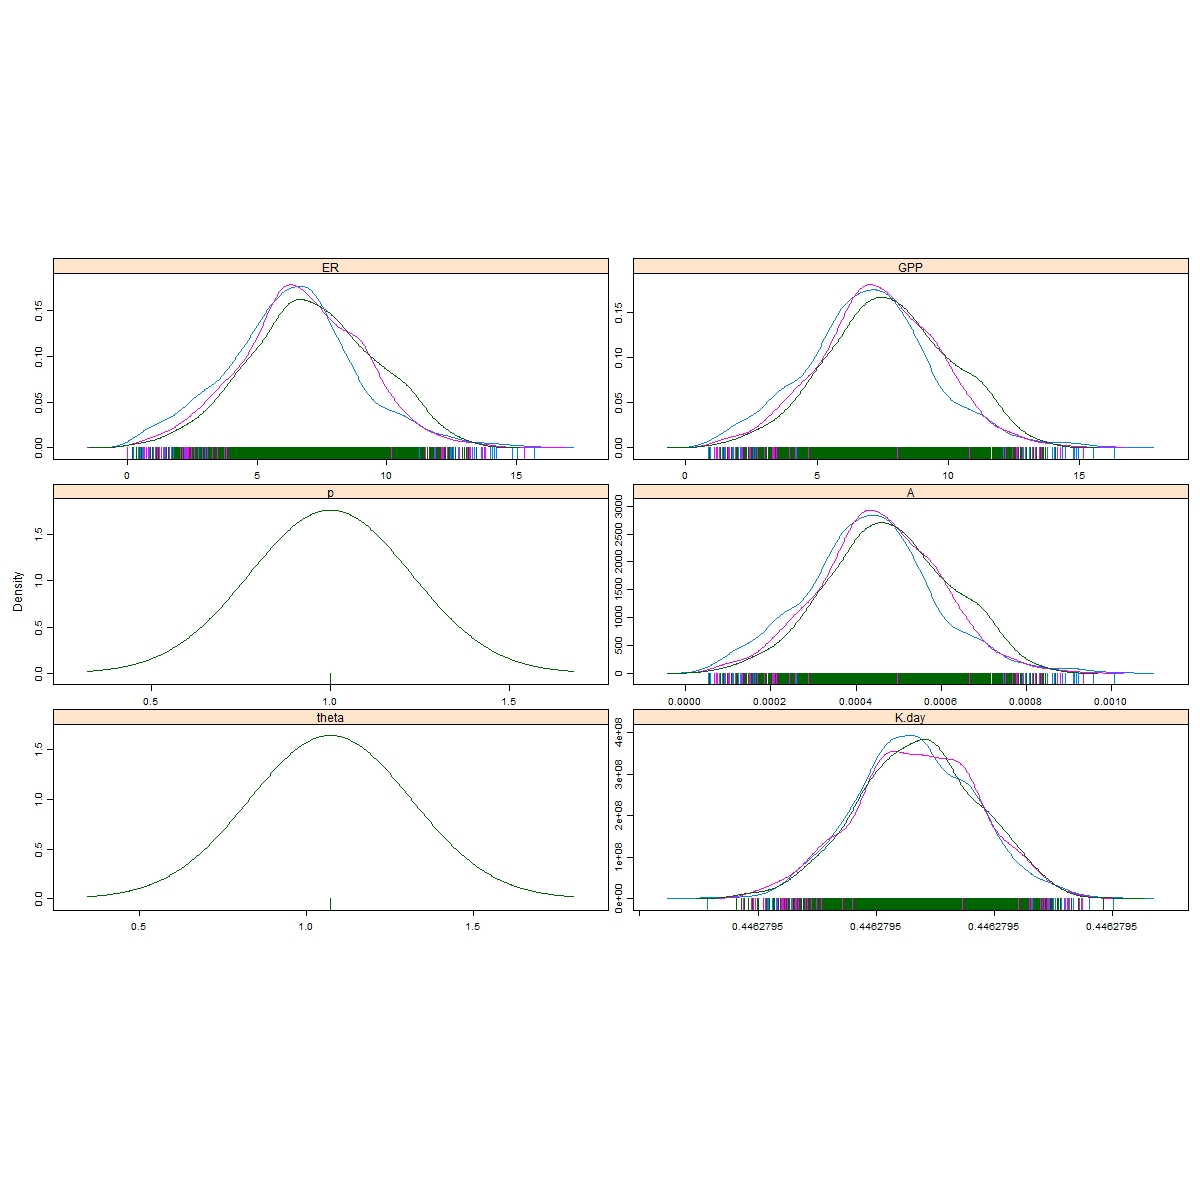 ER
GPP
0.00 0.05 0.10 0.15
0.00 0.05 0.10 0.15
0 5 10 15
0 5 10 15
p
A
Density
0.0 0.5 1.0 1.5
0 500 1000 1500 2000 2500 3000
0.5 1.0 1.5
0.0000 0.0002 0.0004 0.0006 0.0008 0.0010
theta
K.day
0.0 0.5 1.0 1.5
0e+00 1e+08 2e+08 3e+08 4e+08
0.5 1.0 1.5
0.4462795 0.4462795 0.4462795 0.4462795